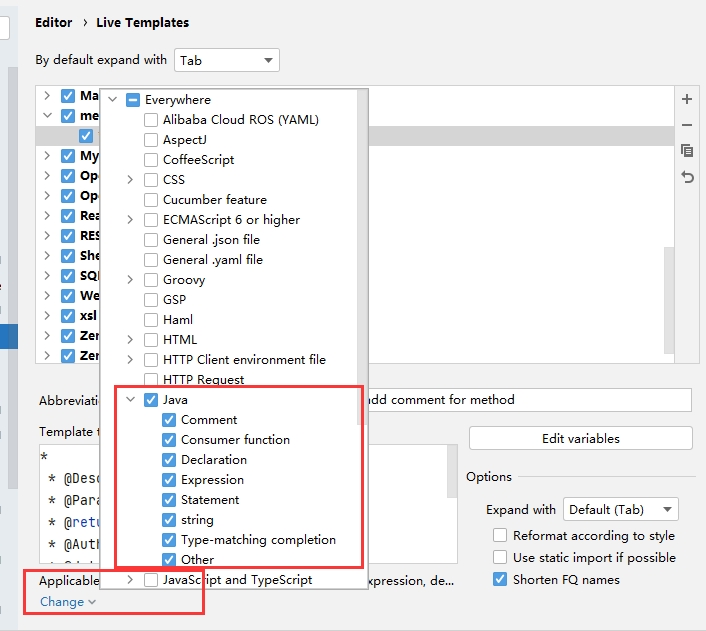 Editor › Live Templates
By default expand with Tab
Ma
me
My
Ope
Ope
Rea
RES
She
SQ
We
xsl
Zer
Zer
Everywhere
Alibaba Cloud ROS (YAML)
AspectJ
CoffeeScript
CSS
Cucumber feature
ECMAScript 6 or higher
General .json file
General .yaml file
Groovy
GSP
Haml
HTML
HTTP Client environment file
HTTP Request
Java
Comment
Consumer function
Declaration
Expression
Statement
string
Type-matching completion
Other
JavaScript and TypeScript
Abbreviati
add comment for method
Template t
Edit variables
*
* @Desc
* @Para
* @retu
* @Auth
Options
Expand with Default (Tab)
Reformat according to style
Use static import if possible
Shorten FQ names
Applicable
expression, de...
Change